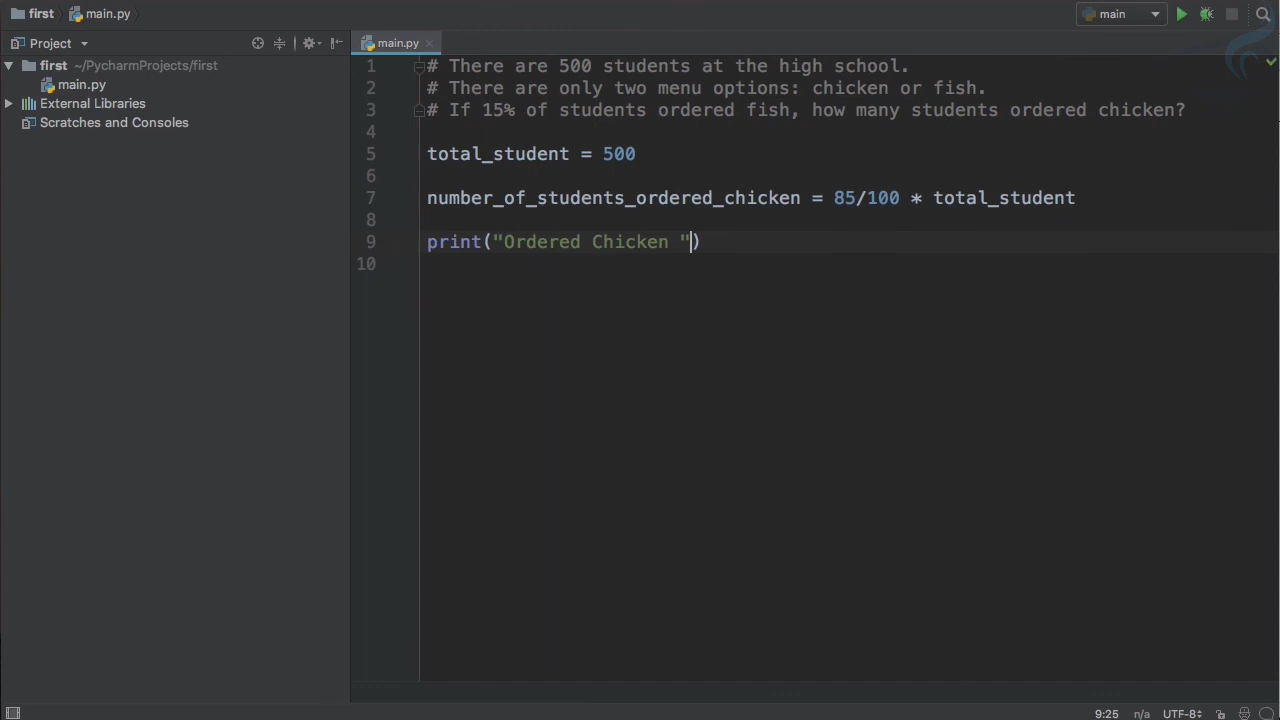 first main.py main
Project main.py
first ~/PycharmProjects/first
main.py
External Libraries
Scratches and Consoles
1 # There are 500 students at the high school.
2 # There are only two menu options: chicken or fish.
3 # If 15% of students ordered fish, how many students ordered chicken?
4
5 total_student = 500
6
7 number_of_students_ordered_chicken = 85/100 * total_student
8
9 print("Ordered Chicken ")
10
9:25 n/a UTF-8